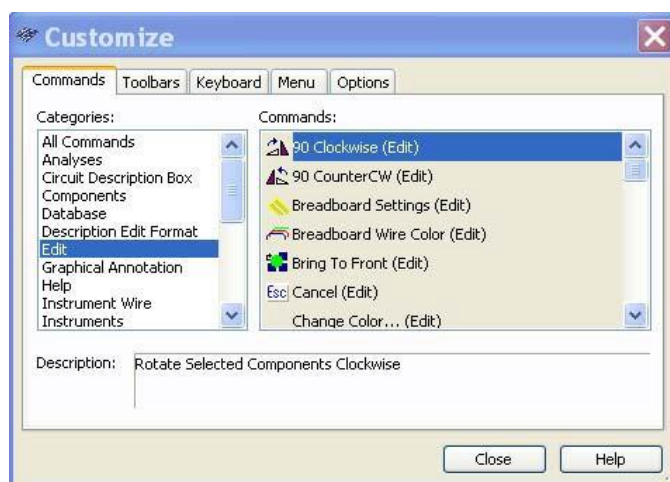 Customize
Commands Toolbars Keyboard Menu Options
Categories:
All Commands
Analyses
Circuit Description Box
Components
Database
Description Edit Format
Edit
Graphical Annotation
Help
Instrument Wire
Instruments
Commands:
90 Clockwise (Edit)
90 CounterCW (Edit)
Breadboard Settings (Edit)
Breadboard Wire Color (Edit)
Bring To Front (Edit)
Esc Cancel (Edit)
Change Color... (Edit)
Description: Rotate Selected Components Clockwise
Close Help